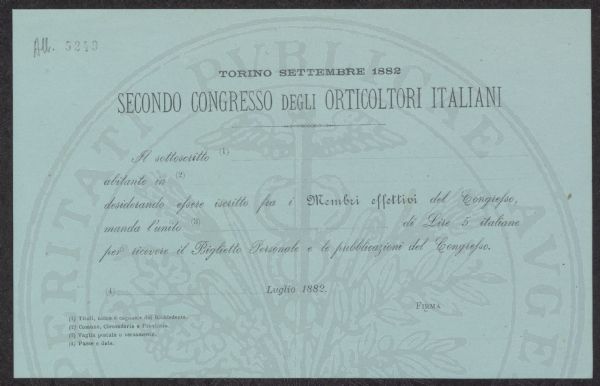 All. 5243
TORINO SETTEMBRE 1882
SECONDO CONGRESSO DEGLI ORTICOLTORI ITALIANI
Il sottoscritto (1)
abitante in (2)
desiderando essere iscritto fra i Membri effettivi del Congresso,
manda l'unito (3) di Lire 5 italiane
per ricevere il Biglietto Personale e le pubblicazioni del Congresso.
(4) Luglio 1882.
FIRMA
(1) Titoli, nome e cognome del Richiedente.
(2) Comune, Circondario e Provincia.
(3) Vaglia postale o versamento.
(4) Paese e data.